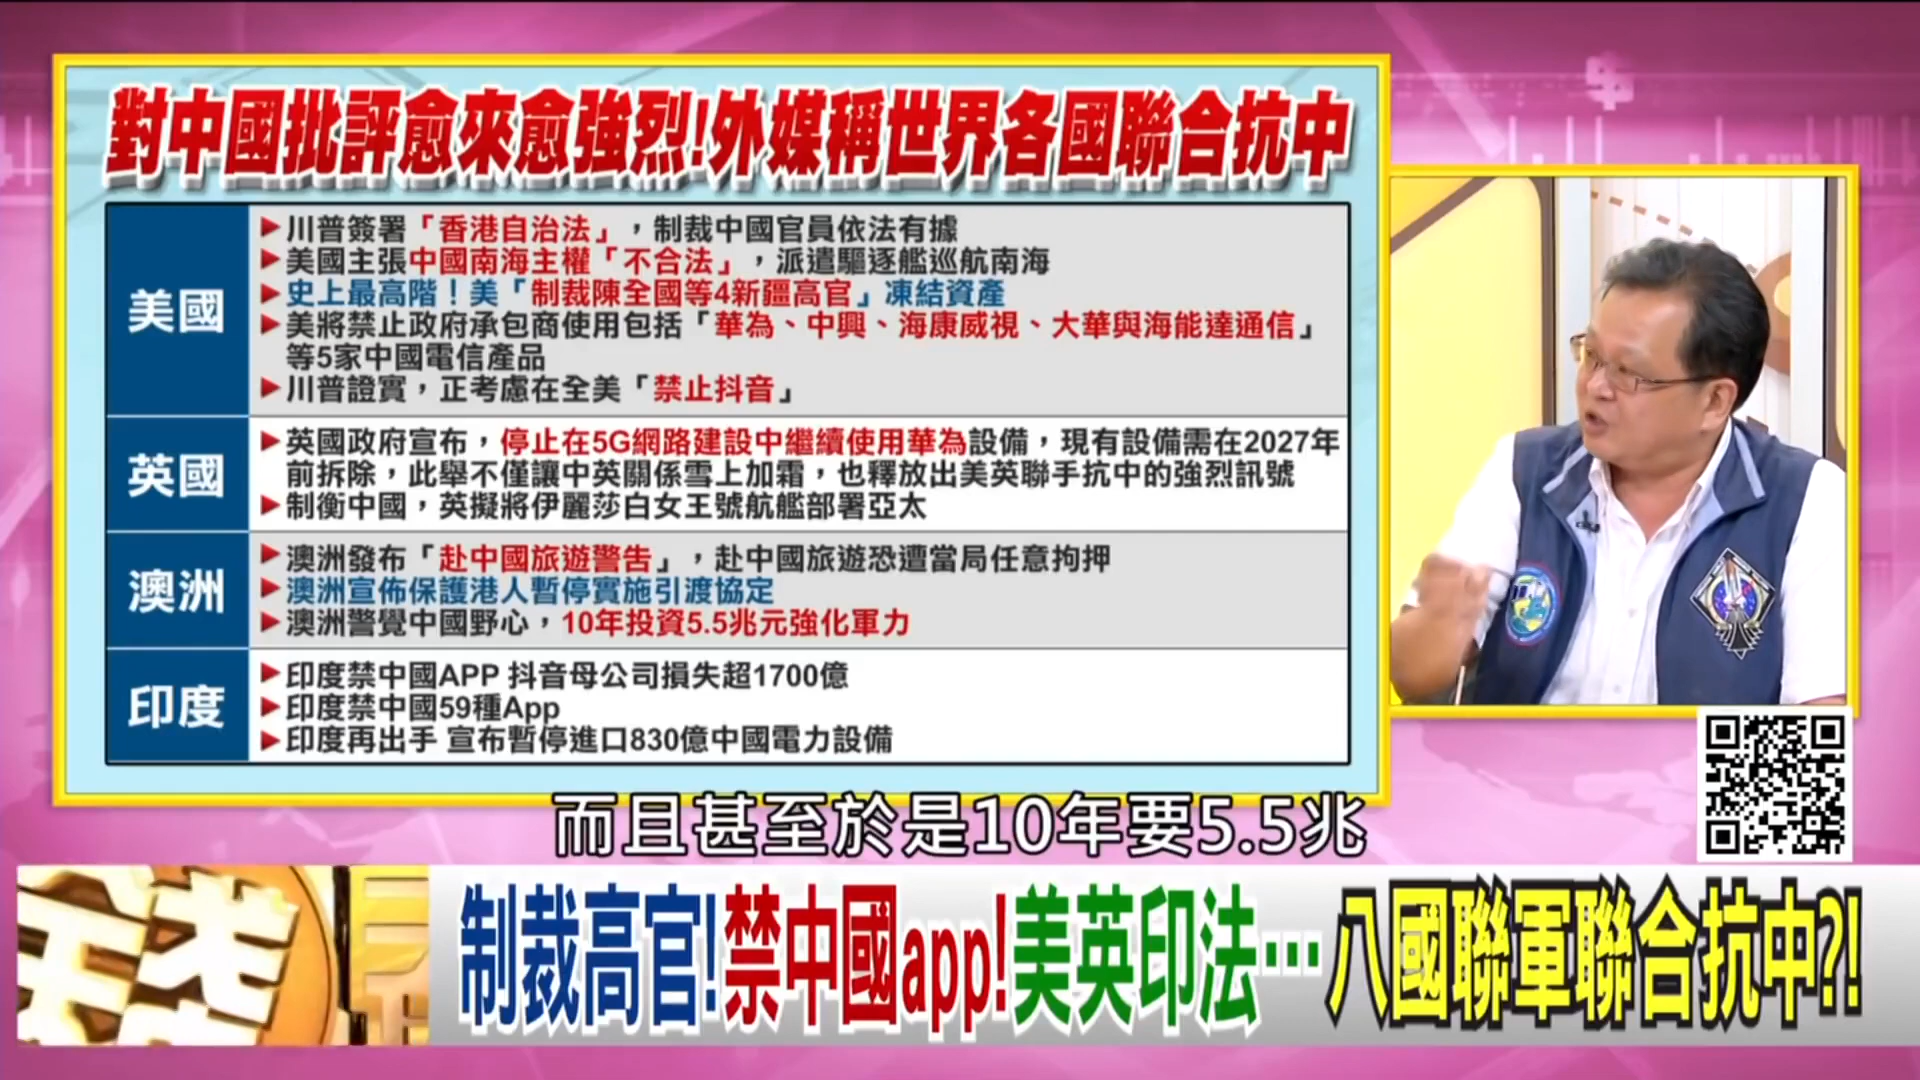 對中國批評愈來愈強烈!外媒稱世界各國聯合抗中
美國
▶川普簽署「香港自治法」，制裁中國官員依法有據
▶美國主張中國南海主權「不合法」，派遣驅逐艦巡航南海
▶史上最高階！美「制裁陳全國等4新疆高官」凍結資產
▶美將禁止政府承包商使用包括「華為、中興、海康威視、大華與海能達通信」
等5家中國電信產品
▶川普證實，正考慮在全美「禁止抖音」
英國
▶英國政府宣布，停止在5G網路建設中繼續使用華為設備，現有設備需在2027年
前拆除，此舉不僅讓中英關係雪上加霜，也釋放出美英聯手抗中的強烈訊號
▶制衡中國，英擬將伊麗莎白女王號航艦部署亞太
澳洲
▶澳洲發布「赴中國旅遊警告」，赴中國旅遊恐遭當局任意拘押
▶澳洲宣佈保護港人暫停實施引渡協定
▶澳洲警覺中國野心，10年投資5.5兆元強化軍力
印度
▶印度禁中國APP 抖音母公司損失超1700億
▶印度禁中國59種App
▶印度再出手 宣布暫停進口830億中國電力設備
而且甚至於是10年要5.5兆
制裁高官!禁中國app!美英印法…八國聯軍聯合抗中?!